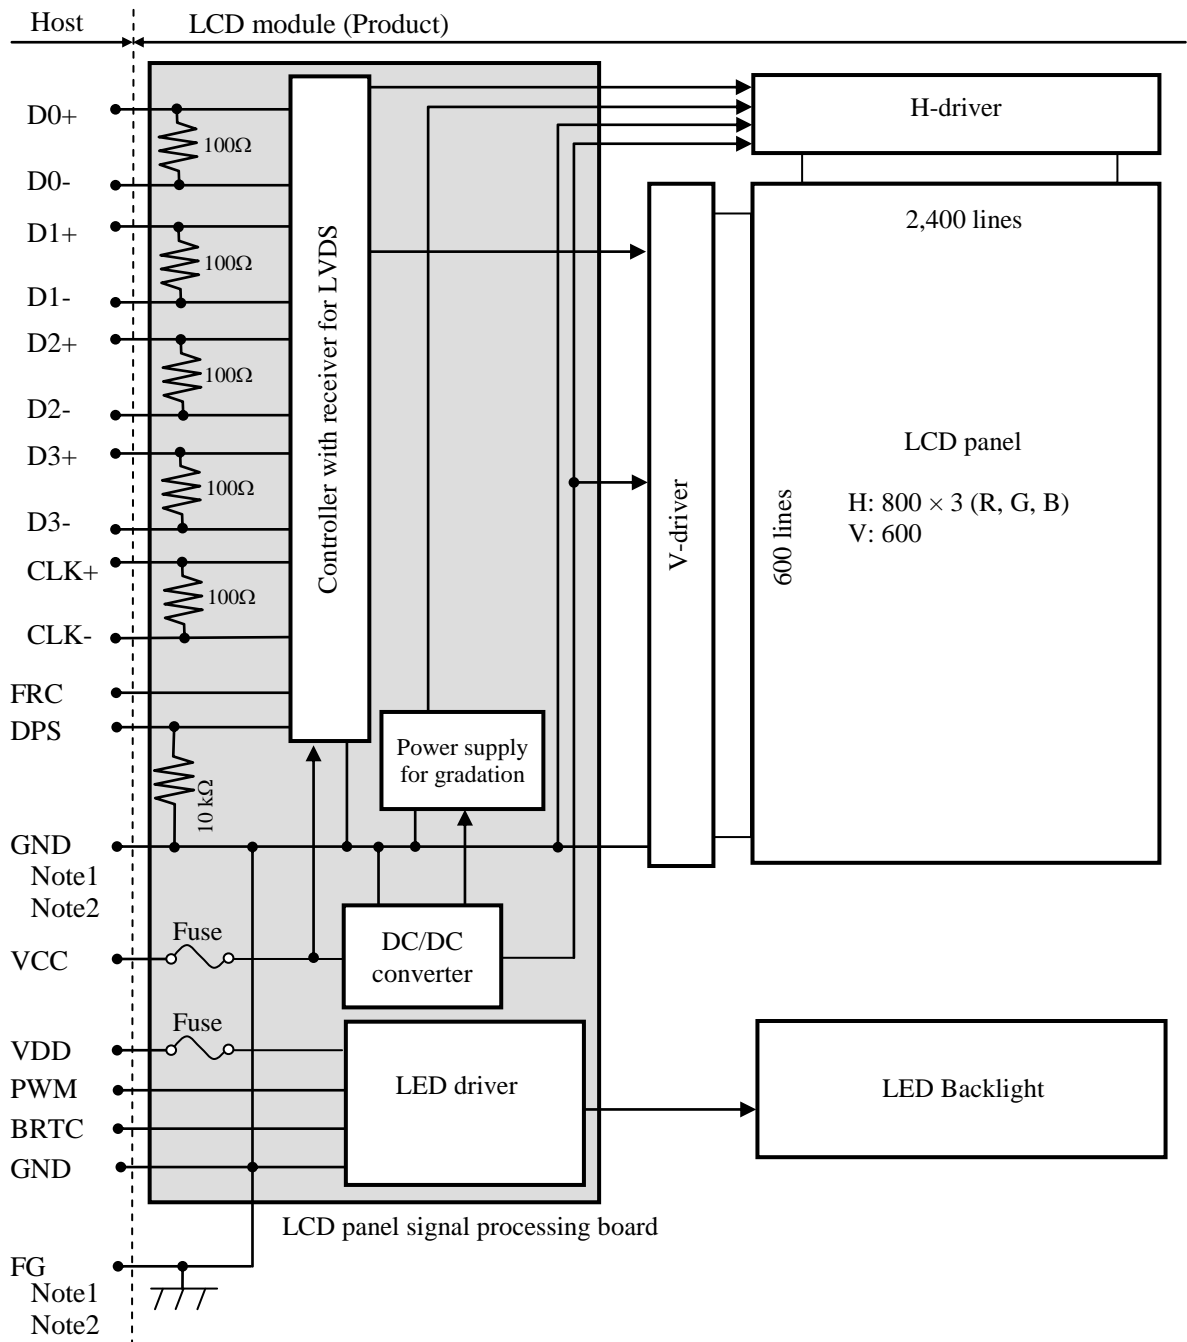 Host
LCD module (Product)
D0+
100Ω
D0-
D1+
100Ω
D1-
D2+
100Ω
D2-
D3+
100Ω
D3-
CLK+
100Ω
CLK-
FRC
DPS
10 kΩ
GND
Note1
Note2
VCC
Fuse
VDD
Fuse
PWM
BRTC
GND
FG
Note1
Note2
Controller with receiver for LVDS
Power supply
for gradation
DC/DC
converter
LED driver
LCD panel signal processing board
H-driver
V-driver
2,400 lines
600 lines
LCD panel
H: 800 × 3 (R, G, B)
V: 600
LED Backlight